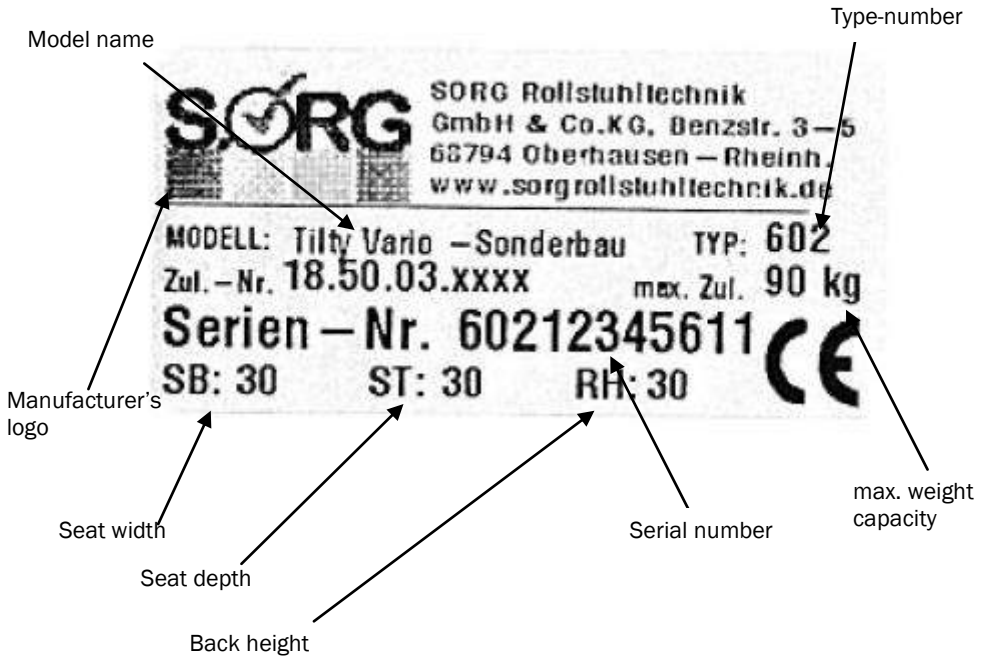 Type-number
Model name
SORG
SORG Rollstuhltechnik
GmbH & Co.KG, Benzstr. 3–5
68794 Oberhausen – Rheinh.
www.sorgrollstuhltechnik.de
MODELL: Tilty Vario – Sonderbau TYP: 602
Zul.–Nr. 18.50.03.xxxx max. Zul. 90 kg
Serien – Nr. 60212345611 CE
SB: 30 ST: 30 RH: 30
Manufacturer's
logo
max. weight
capacity
Seat width
Serial number
Seat depth
Back height